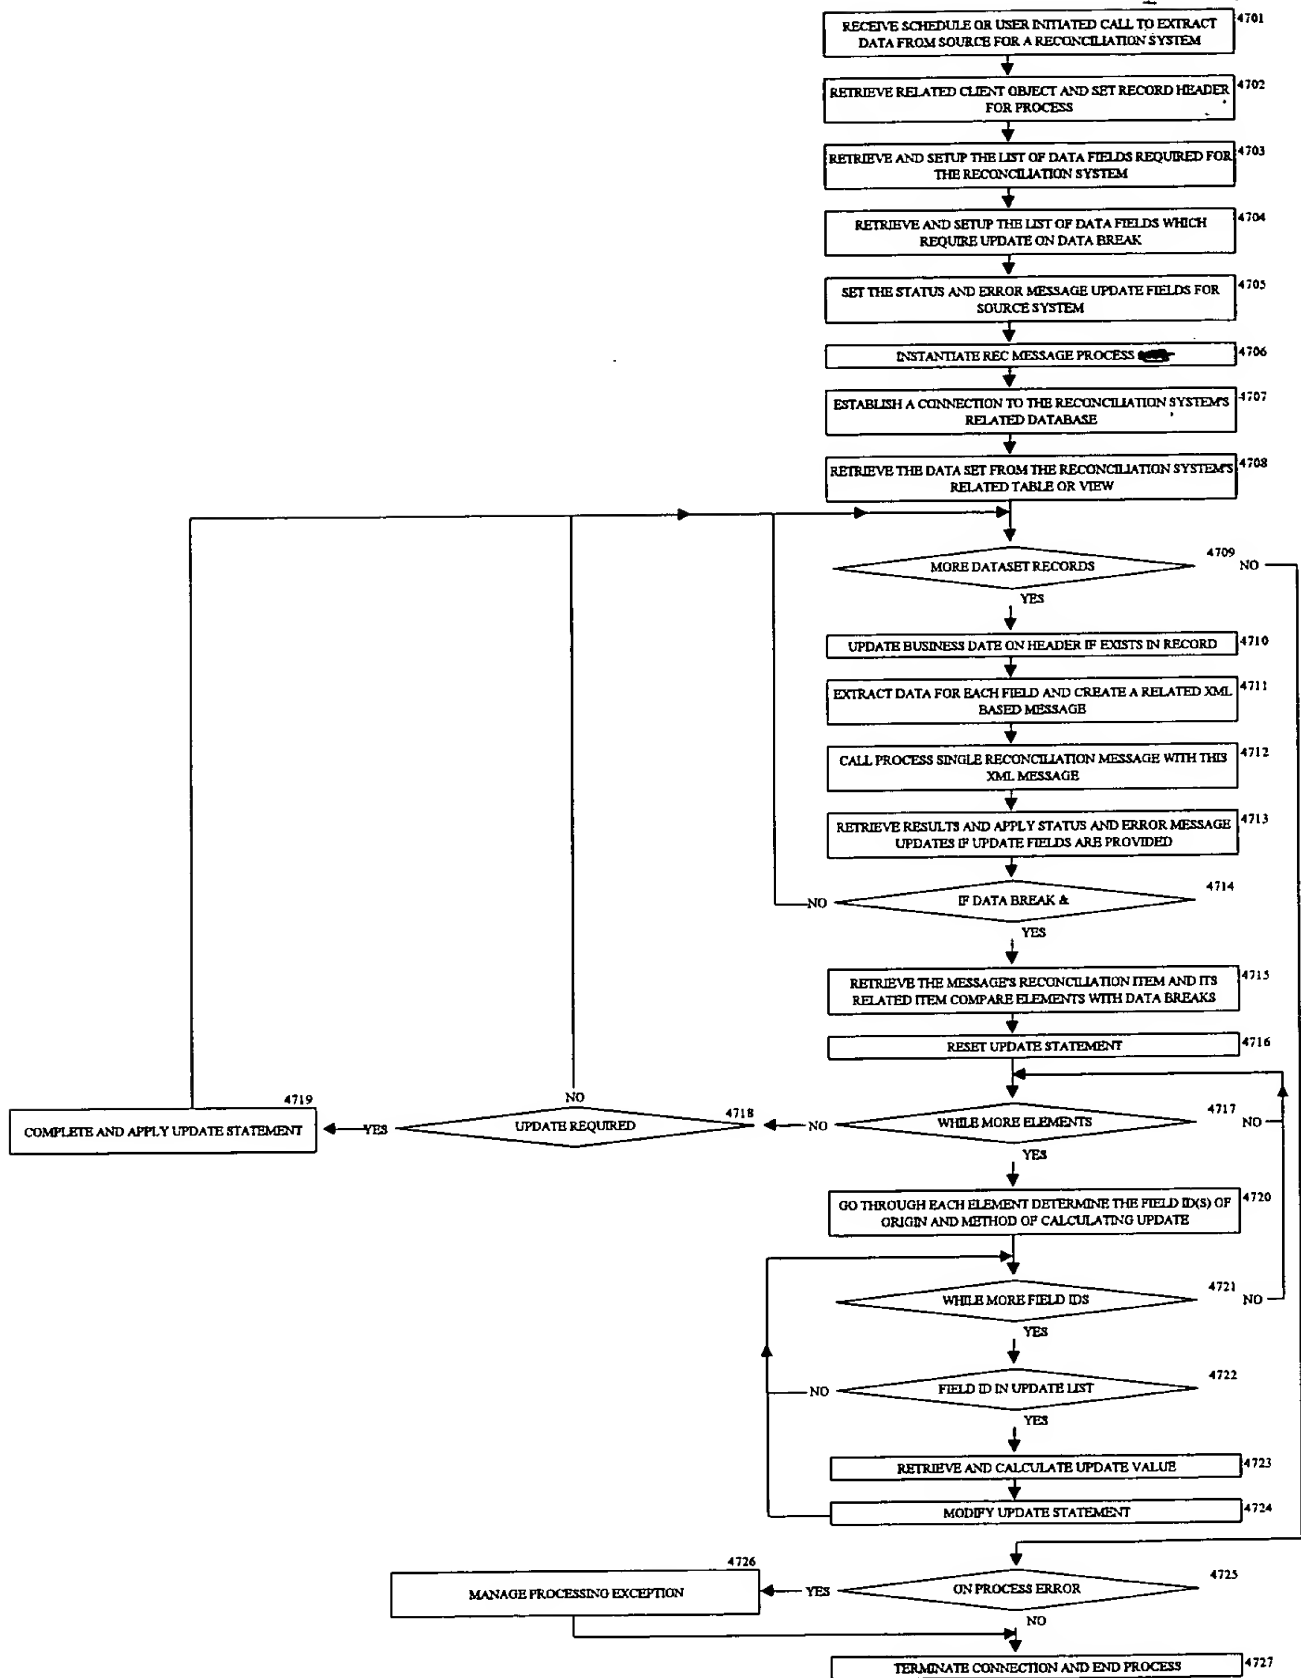 4701
RECEIVE SCHEDULE OR USER INITIATED CALL TO EXTRACT
DATA FROM SOURCE FOR A RECONCILIATION SYSTEM
4702
RETRIEVE RELATED CLIENT OBJECT AND SET RECORD HEADER
FOR PROCESS
4703
RETRIEVE AND SETUP THE LIST OF DATA FIELDS REQUIRED FOR
THE RECONCILIATION SYSTEM
4704
RETRIEVE AND SETUP THE LIST OF DATA FIELDS WHICH
REQUIRE UPDATE ON DATA BREAK
4705
SET THE STATUS AND ERROR MESSAGE UPDATE FIELDS FOR
SOURCE SYSTEM
INSTANTIATE REC MESSAGE PROCESS
4706
4707
ESTABLISH A CONNECTION TO THE RECONCILIATION SYSTEM'S
RELATED DATABASE
4708
RETRIEVE THE DATA SET FROM THE RECONCILIATION SYSTEM'S
RELATED TABLE OR VIEW
4709
MORE DATASET RECORDS
NO
YES
UPDATE BUSINESS DATE ON HEADER IF EXISTS IN RECORD
4710
4711
EXTRACT DATA FOR EACH FIELD AND CREATE A RELATED XML
BASED MESSAGE
4712
CALL PROCESS SINGLE RECONCILIATION MESSAGE WITH THIS
XML MESSAGE
4713
RETRIEVE RESULTS AND APPLY STATUS AND ERROR MESSAGE
UPDATES IF UPDATE FIELDS ARE PROVIDED
4714
NO
IF DATA BREAK &
YES
4715
RETRIEVE THE MESSAGE'S RECONCILIATION ITEM AND ITS
RELATED ITEM COMPARE ELEMENTS WITH DATA BREAKS
RESET UPDATE STATEMENT
4716
4719
COMPLETE AND APPLY UPDATE STATEMENT
YES
NO
4718
UPDATE REQUIRED
NO
4717
WHILE MORE ELEMENTS
NO
YES
4720
GO THROUGH EACH ELEMENT DETERMINE THE FIELD ID(S) OF
ORIGIN AND METHOD OF CALCULATING UPDATE
4721
WHILE MORE FIELD IDS
NO
YES
4722
NO
FIELD ID IN UPDATE LIST
YES
RETRIEVE AND CALCULATE UPDATE VALUE
4723
MODIFY UPDATE STATEMENT
4724
4726
MANAGE PROCESSING EXCEPTION
YES
4725
ON PROCESS ERROR
NO
TERMINATE CONNECTION AND END PROCESS
4727